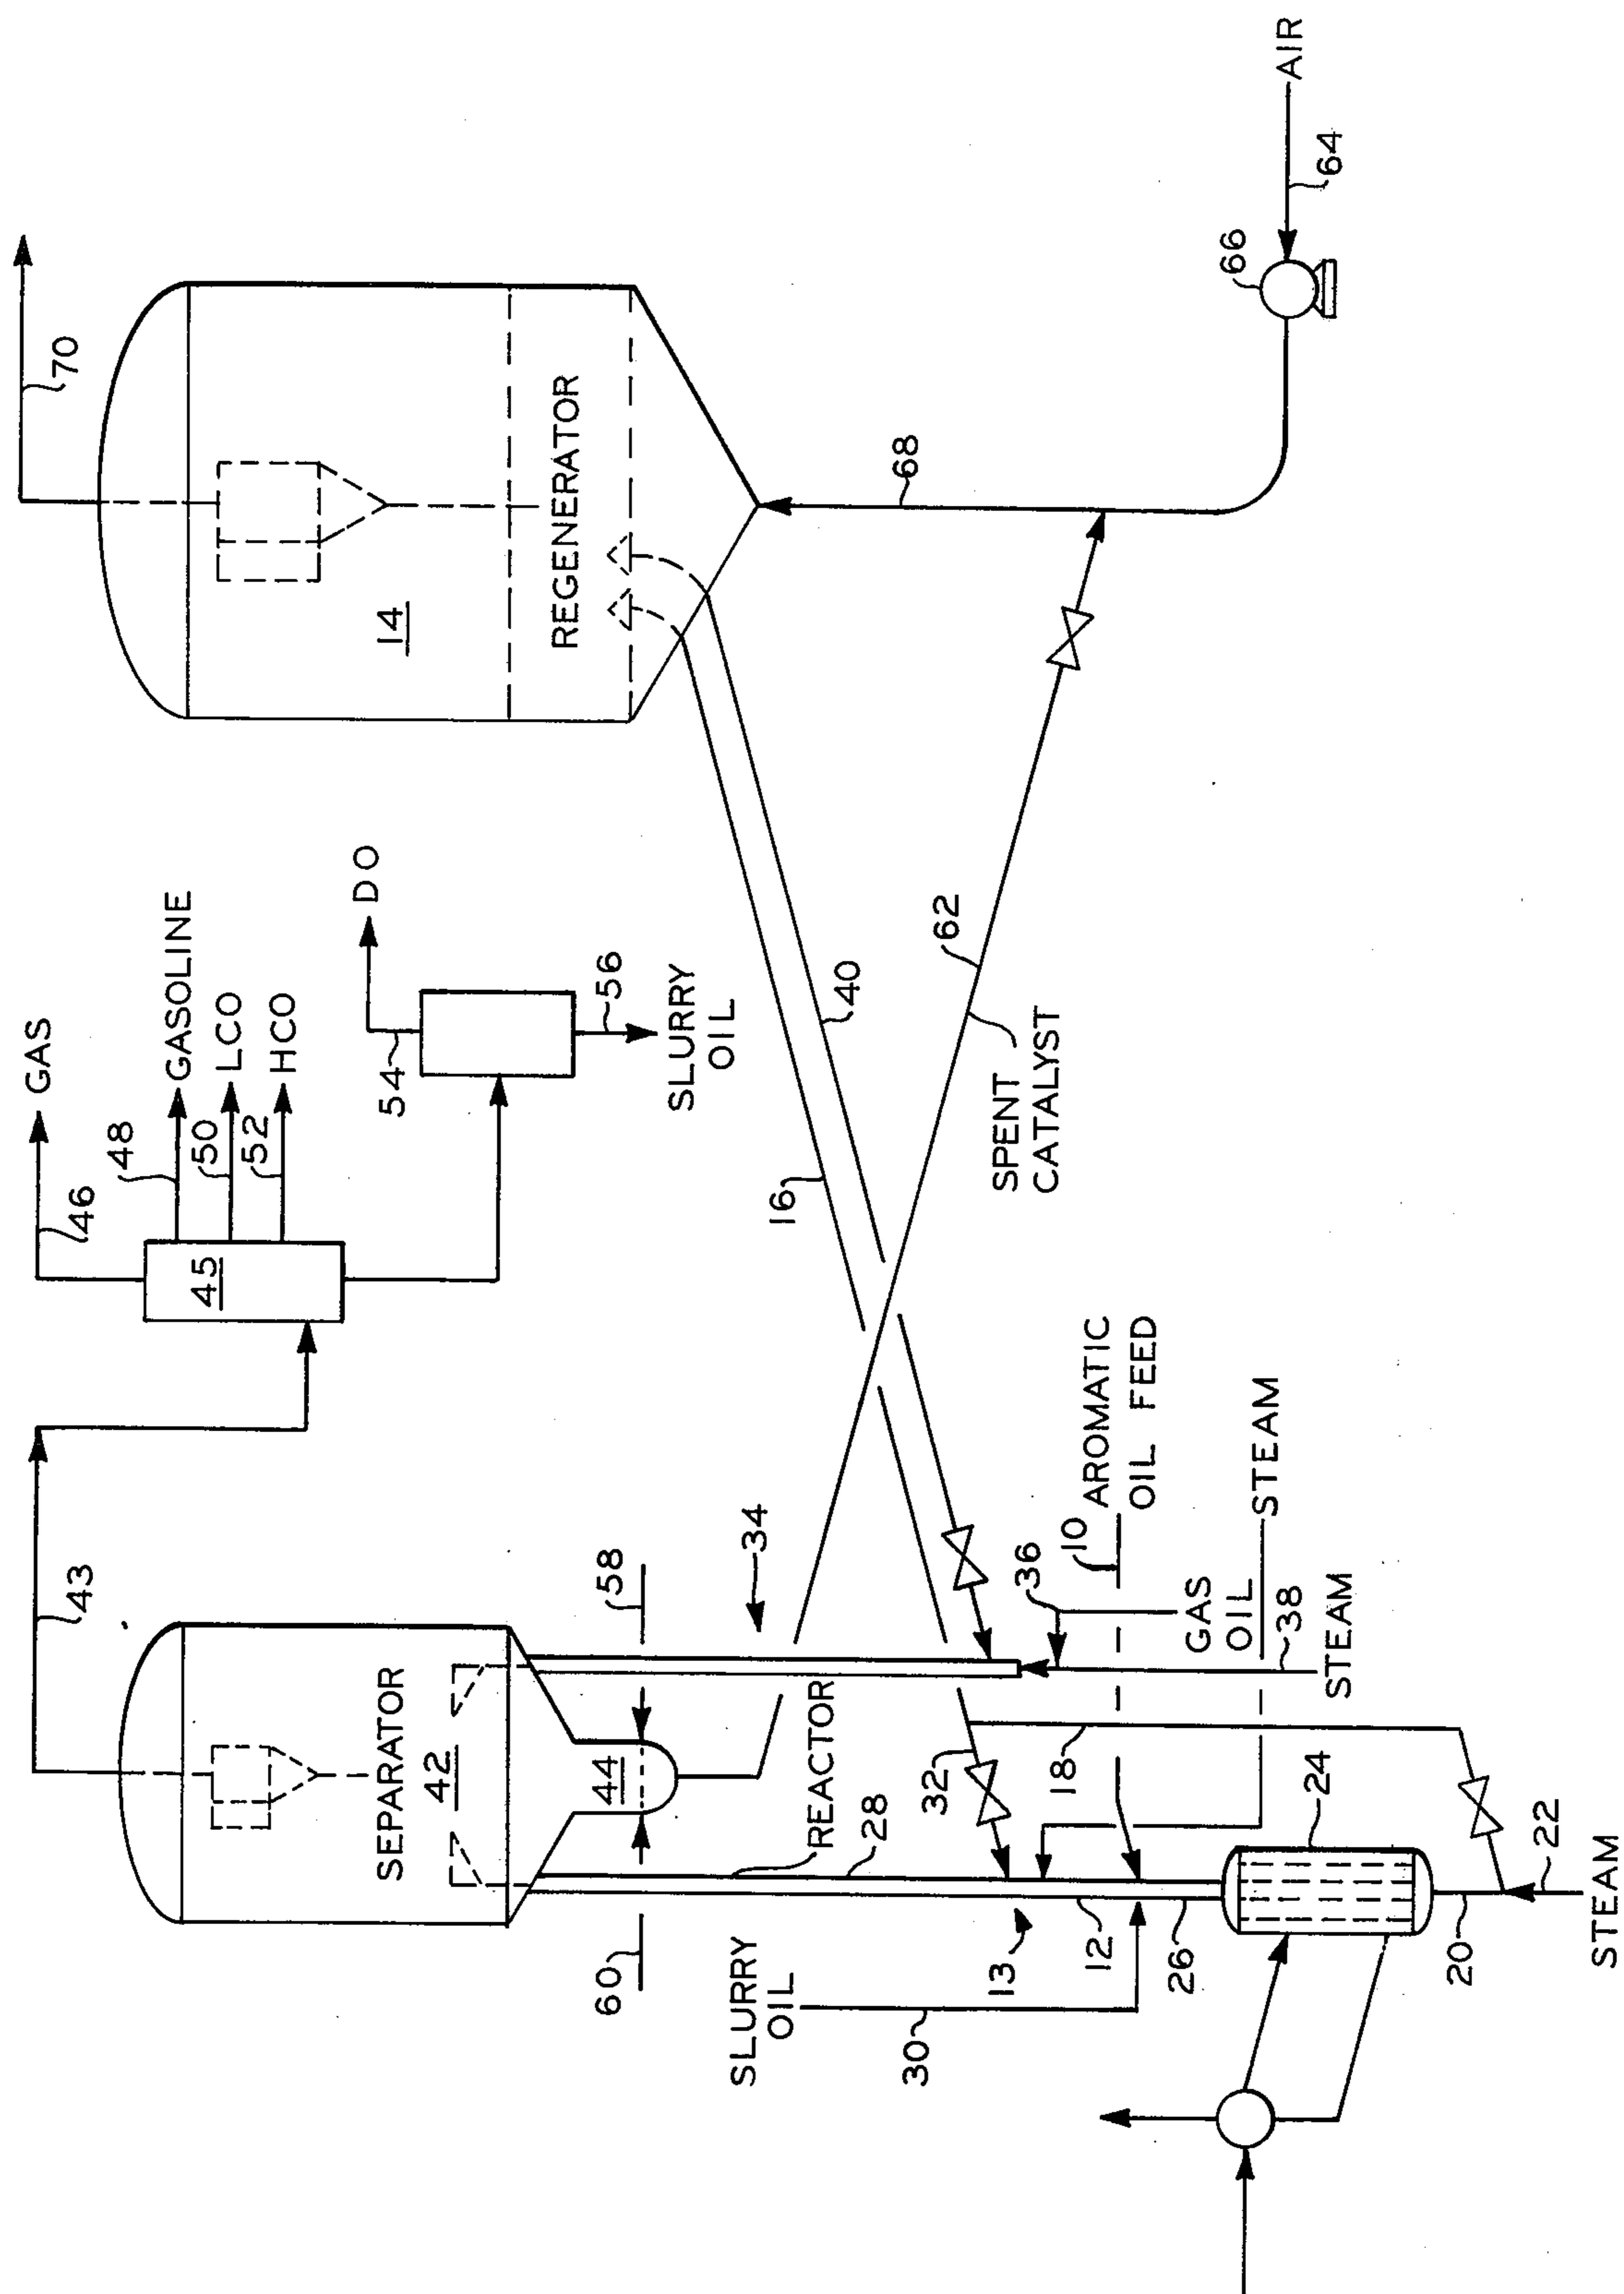 70
14
REGENERATOR
68
66
AIR
64
GAS
46
48
GASOLINE
50
LCO
52
HCO
45
DO
54
56
SLURRY
OIL
43
SEPARATOR
42
44
58
60
34
16
40
62
SPENT
CATALYST
REACTOR
28
32
18
36
10
AROMATIC
OIL FEED
GAS
OIL
STEAM
38
STEAM
SLURRY
OIL
30
13
12
26
24
20
22
STEAM